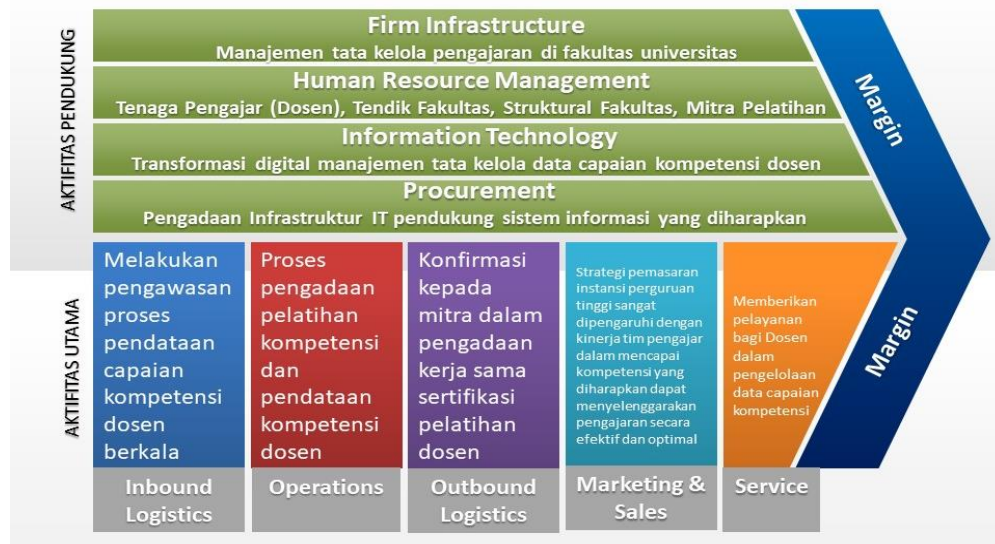 AKTIFITAS PENDUKUNG
Firm Infrastructure
Manajemen tata kelola pengajaran di fakultas universitas
Human Resource Management
Tenaga Pengajar (Dosen), Tendik Fakultas, Struktural Fakultas, Mitra Pelatihan
Information Technology
Transformasi digital manajemen tata kelola data capaian kompetensi dosen
Procurement
Pengadaan Infrastruktur IT pendukung sistem informasi yang diharapkan
Margin
AKTIFITAS UTAMA
Melakukan
pengawasan
proses
pendataan
capaian
kompetensi
dosen
berkala
Inbound
Logistics
Proses
pengadaan
pelatihan
kompetensi
dan
pendataan
kompetensi
dosen
Operations
Konfirmasi
kepada
mitra dalam
pengadaan
kerja sama
sertifikasi
pelatihan
dosen
Outbound
Logistics
Strategi pemasaran
instansi perguruan
tinggi sangat
dipengaruhi dengan
kinerja tim pengajar
dalam mencapai
kompetensi yang
diharapkan dapat
menyelenggarakan
pengajaran secara
efektif dan optimal
Marketing &
Sales
Memberikan
pelayanan
bagi Dosen
dalam
pengelolaan
data capaian
kompetensi
Service
Margin